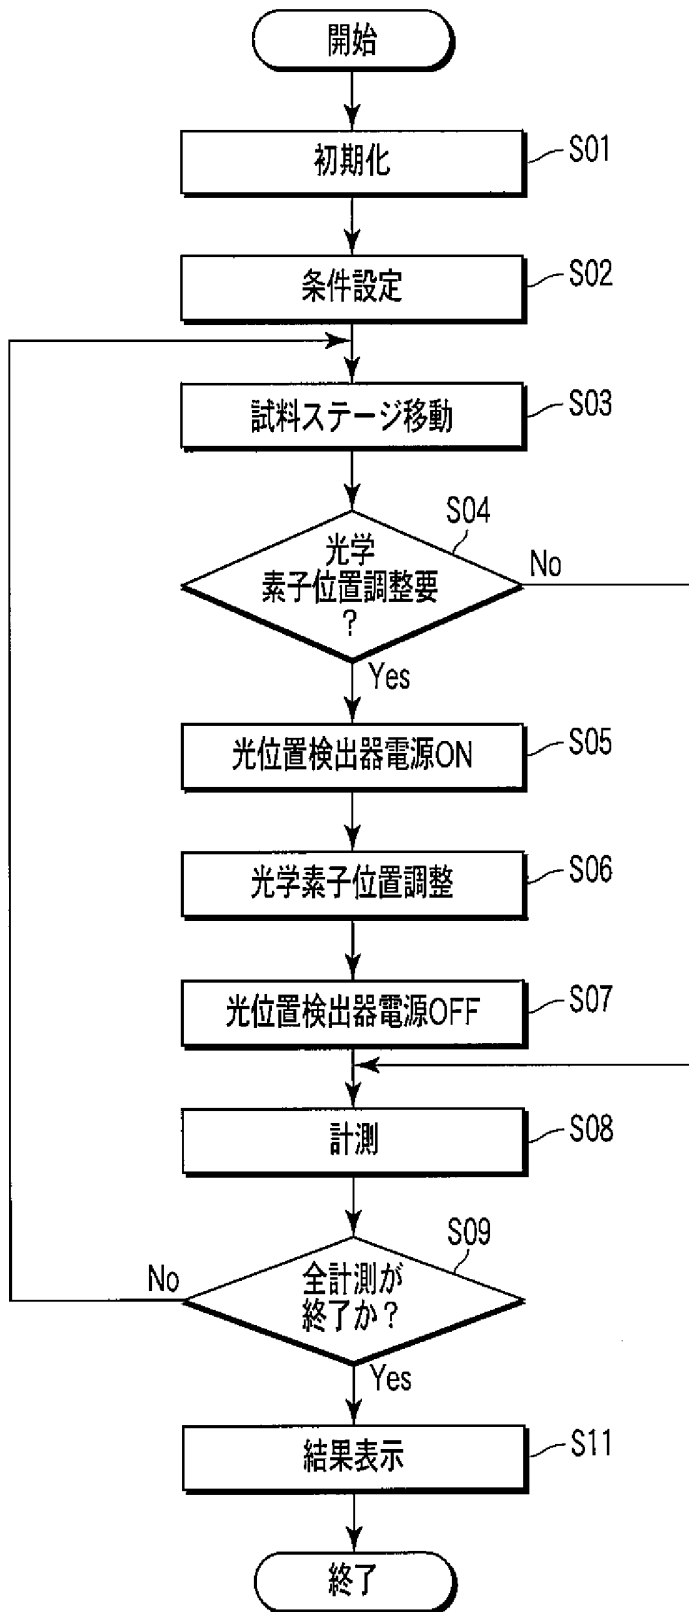 開始
初期化
S01
条件設定
S02
試料ステージ移動
S03
S04
光学
素子位置調整要
?
No
Yes
光位置検出器電源ON
S05
光学素子位置調整
S06
光位置検出器電源OFF
S07
計測
S08
S09
全計測が
終了か?
No
Yes
結果表示
S11
終了